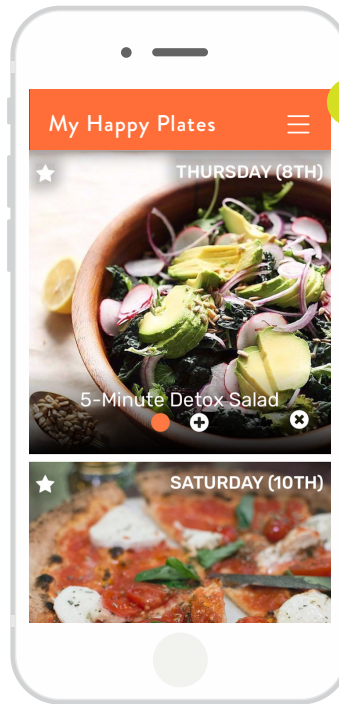 My Happy Plates
THURSDAY (8TH)
5-Minute Detox Salad
SATURDAY (10TH)